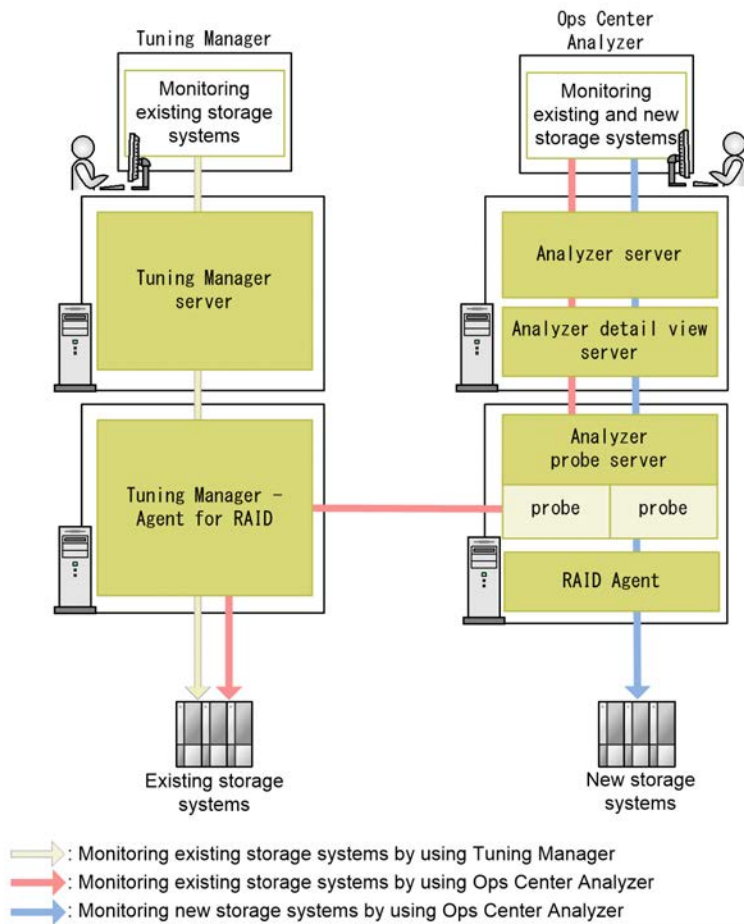 Tuning Manager
Monitoring
existing storage
systems
Tuning Manager
server
Tuning Manager –
Agent for RAID
Existing storage
systems
Ops Center
Analyzer
Monitoring
existing and new
storage systems
Analyzer server
Analyzer detail view
server
Analyzer
probe server
probe
probe
RAID Agent
New storage
systems
: Monitoring existing storage systems by using Tuning Manager
: Monitoring existing storage systems by using Ops Center Analyzer
: Monitoring new storage systems by using Ops Center Analyzer